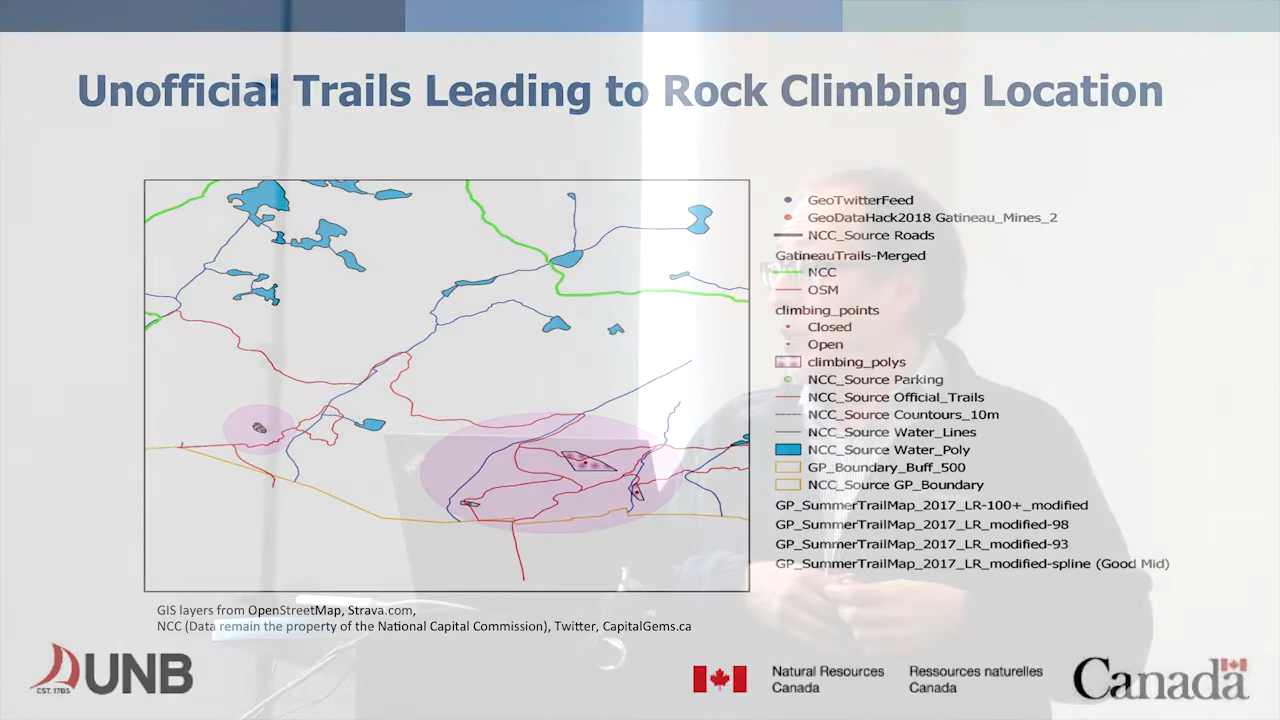 Unofficial Trails Leading to Rock Climbing Location
GeoTwitterFeed
GeoDataHack2018 Gatineau_Mines_2
NCC_Source Roads
GatineauTrails-Merged
NCC
OSM
climbing_points
Closed
Open
climbing_polys
NCC_Source Parking
NCC_Source Official_Trails
NCC_Source Countours_10m
NCC_Source Water_Lines
NCC_Source Water_Poly
GP_Boundary_Buff_500
NCC_Source GP_Boundary
GP_SummerTrailMap_2017_LR-100+_modified
GP_SummerTrailMap_2017_LR_modified-98
GP_SummerTrailMap_2017_LR_modified-93
GP_SummerTrailMap_2017_LR_modified-spline (Good Mid)
GIS layers from OpenStreetMap, Strava.com,
NCC (Data remain the property of the National Capital Commission), Twitter, CapitalGems.ca
EST. 1785
UNB
Natural Resources
Canada
Ressources naturelles
Canada
Canada